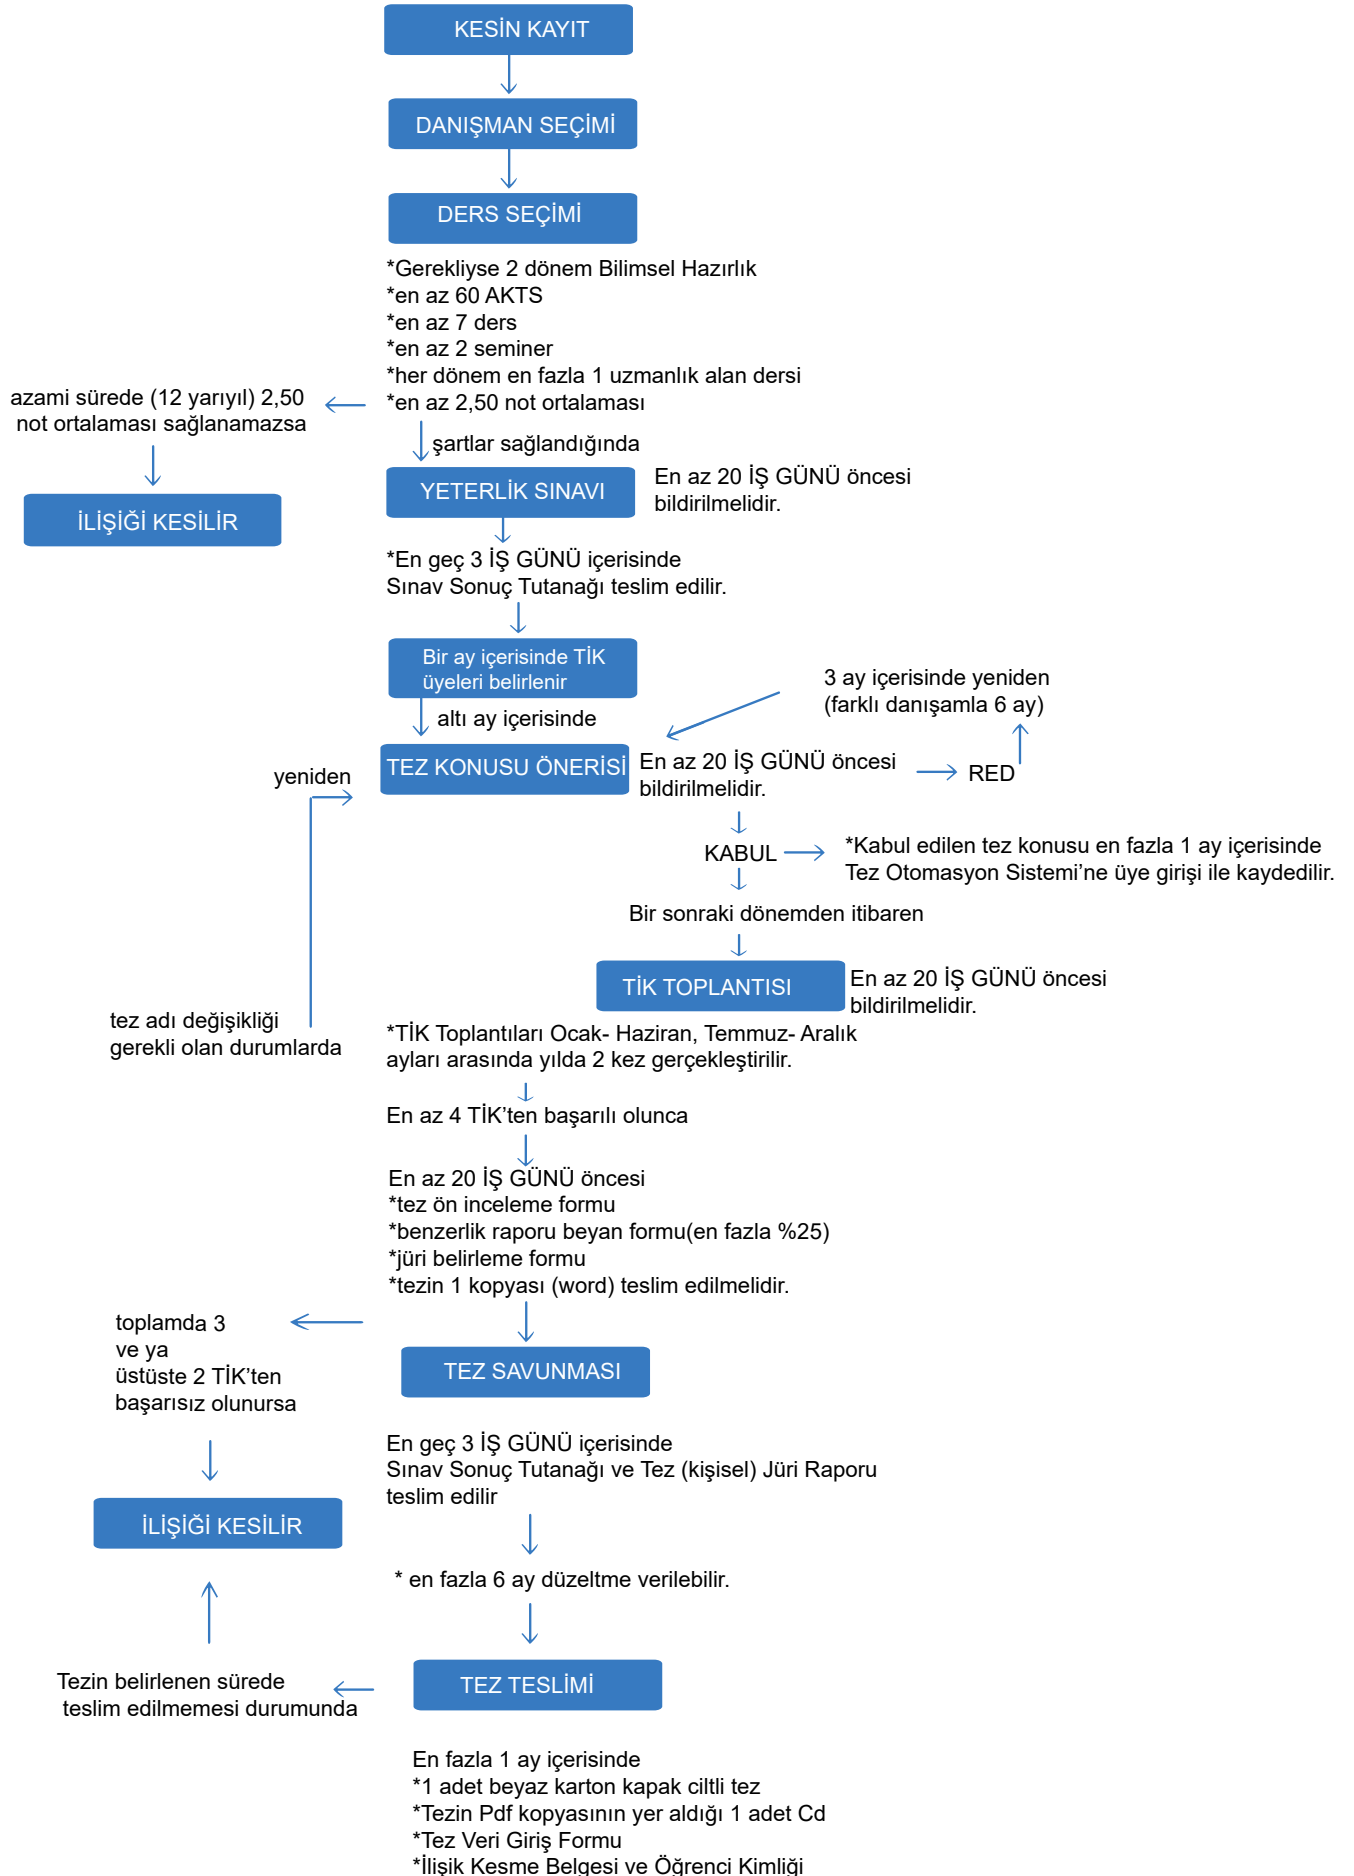 KESİN KAYIT
DANIŞMAN SEÇİMİ
DERS SEÇİMİ
*Gerekliyse 2 dönem Bilimsel Hazırlık
*en az 60 AKTS
*en az 7 ders
*en az 2 seminer
*her dönem en fazla 1 uzmanlık alan dersi
*en az 2,50 not ortalaması
azami sürede (12 yarıyıl) 2,50
not ortalaması sağlanamazsa
İLİŞİĞİ KESİLİR
şartlar sağlandığında
YETERLİK SINAVI
En az 20 İŞ GÜNÜ öncesi
bildirilmelidir.
*En geç 3 İŞ GÜNÜ içerisinde
Sınav Sonuç Tutanağı teslim edilir.
Bir ay içerisinde TİK
üyeleri belirlenir
altı ay içerisinde
3 ay içerisinde yeniden
(farklı danışamla 6 ay)
yeniden
TEZ KONUSU ÖNERİSİ
En az 20 İŞ GÜNÜ öncesi
bildirilmelidir.
RED
KABUL
*Kabul edilen tez konusu en fazla 1 ay içerisinde
Tez Otomasyon Sistemi’ne üye girişi ile kaydedilir.
Bir sonraki dönemden itibaren
TİK TOPLANTISI
En az 20 İŞ GÜNÜ öncesi
bildirilmelidir.
tez adı değişikliği
gerekli olan durumlarda
*TİK Toplantıları Ocak- Haziran, Temmuz- Aralık
ayları arasında yılda 2 kez gerçekleştirilir.
En az 4 TİK’ten başarılı olunca
En az 20 İŞ GÜNÜ öncesi
*tez ön inceleme formu
*benzerlik raporu beyan formu(en fazla %25)
*jüri belirleme formu
*tezin 1 kopyası (word) teslim edilmelidir.
toplamda 3
ve ya
üstüste 2 TİK’ten
başarısız olunursa
TEZ SAVUNMASI
En geç 3 İŞ GÜNÜ içerisinde
Sınav Sonuç Tutanağı ve Tez (kişisel) Jüri Raporu
teslim edilir
İLİŞİĞİ KESİLİR
* en fazla 6 ay düzeltme verilebilir.
TEZ TESLİMİ
Tezin belirlenen sürede
teslim edilmemesi durumunda
En fazla 1 ay içerisinde
*1 adet beyaz karton kapak ciltli tez
*Tezin Pdf kopyasının yer aldığı 1 adet Cd
*Tez Veri Giriş Formu
*İlişik Kesme Belgesi ve Öğrenci Kimliği